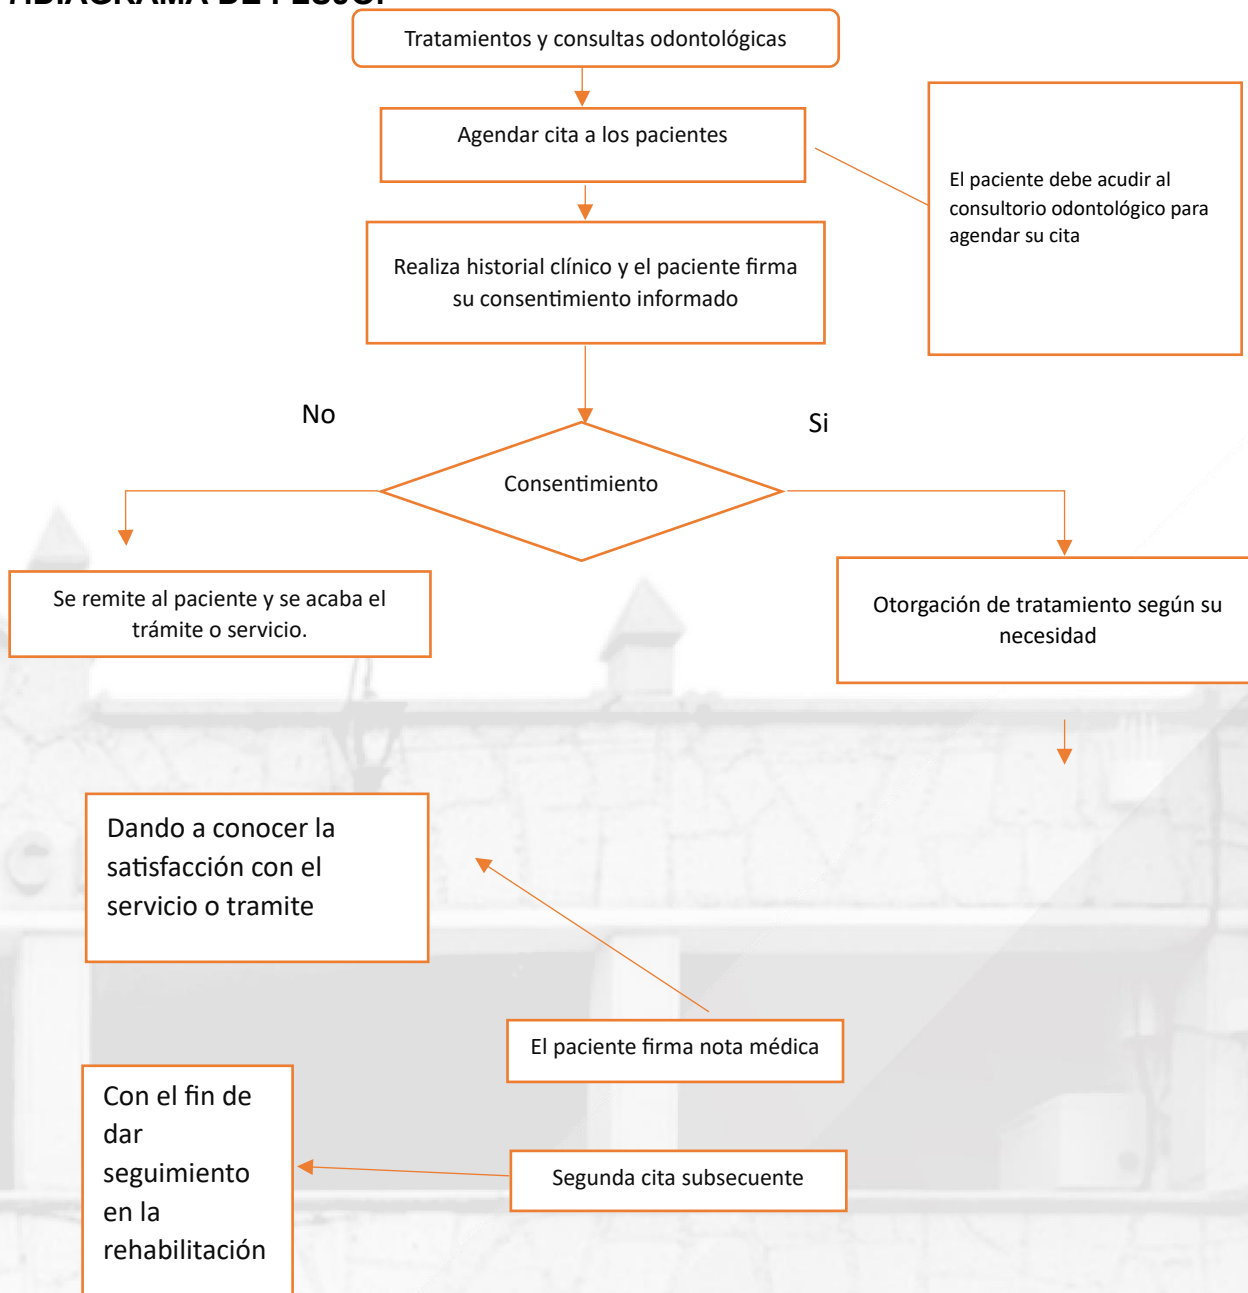 Tratamientos y consultas odontológicas
Agendar cita a los pacientes
El paciente debe acudir al
consultorio odontológico para
agendar su cita
Realiza historial clínico y el paciente firma
su consentimiento informado
No
Si
Consentimiento
Se remite al paciente y se acaba el
trámite o servicio.
Otorgación de tratamiento según su
necesidad
Dando a conocer la
satisfacción con el
servicio o tramite
El paciente firma nota médica
Con el fin de
dar
seguimiento
en la
rehabilitación
Segunda cita subsecuente